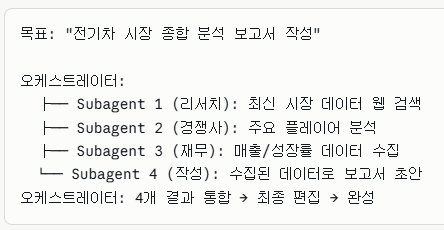 목표: "전기차 시장 종합 분석 보고서 작성"
오케스트레이터:
├── Subagent 1 (리서치): 최신 시장 데이터 웹 검색
├── Subagent 2 (경쟁사): 주요 플레이어 분석
├── Subagent 3 (재무): 매출/성장률 데이터 수집
└── Subagent 4 (작성): 수집된 데이터로 보고서 초안
오케스트레이터: 4개 결과 통합 → 최종 편집 → 완성